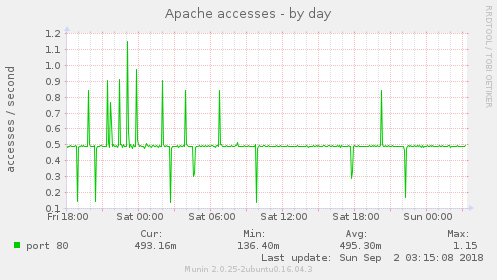 Apache accesses - by day
RRDTOOL / TOBI OETIKER
accesses / second
1.2
1.1
1.0
0.9
0.8
0.7
0.6
0.5
0.4
0.3
0.2
0.1
Fri 18:00 Sat 00:00 Sat 06:00 Sat 12:00 Sat 18:00 Sun 00:00
Cur: Min: Avg: Max:
port 80 493.16m 136.40m 495.30m 1.15
Last update: Sun Sep 2 03:15:08 2018
Munin 2.0.25-2ubuntu0.16.04.3